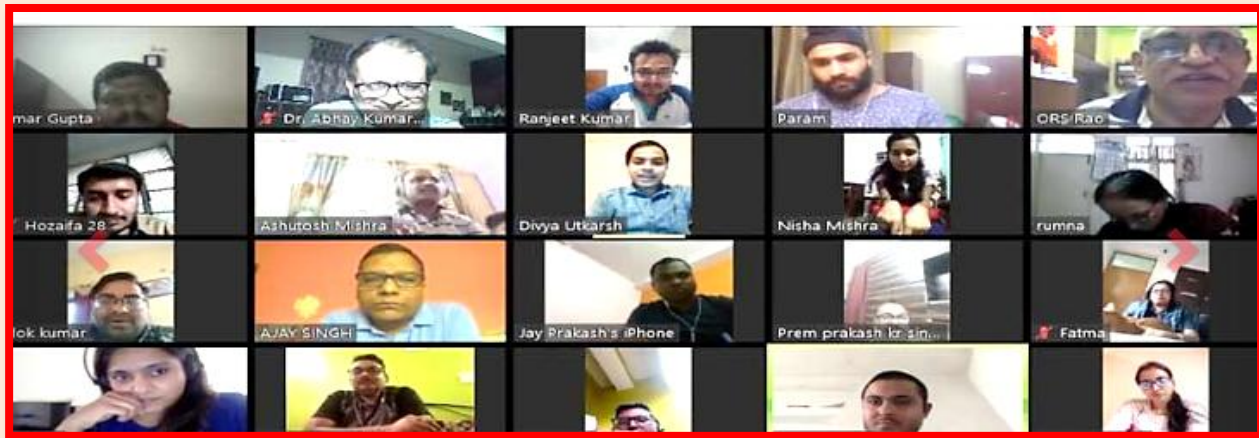 mar Gupta
Dr. Abhay Kumar...
Ranjeet Kumar
Param
ORS Rao
Hozaifa 28
Ashutosh Mishra
Divya Utkarsh
Nisha Mishra
rumna
lok kumar
AJAY SINGH
Jay Prakash's iPhone
Prem prakash kr sin...
Fatma